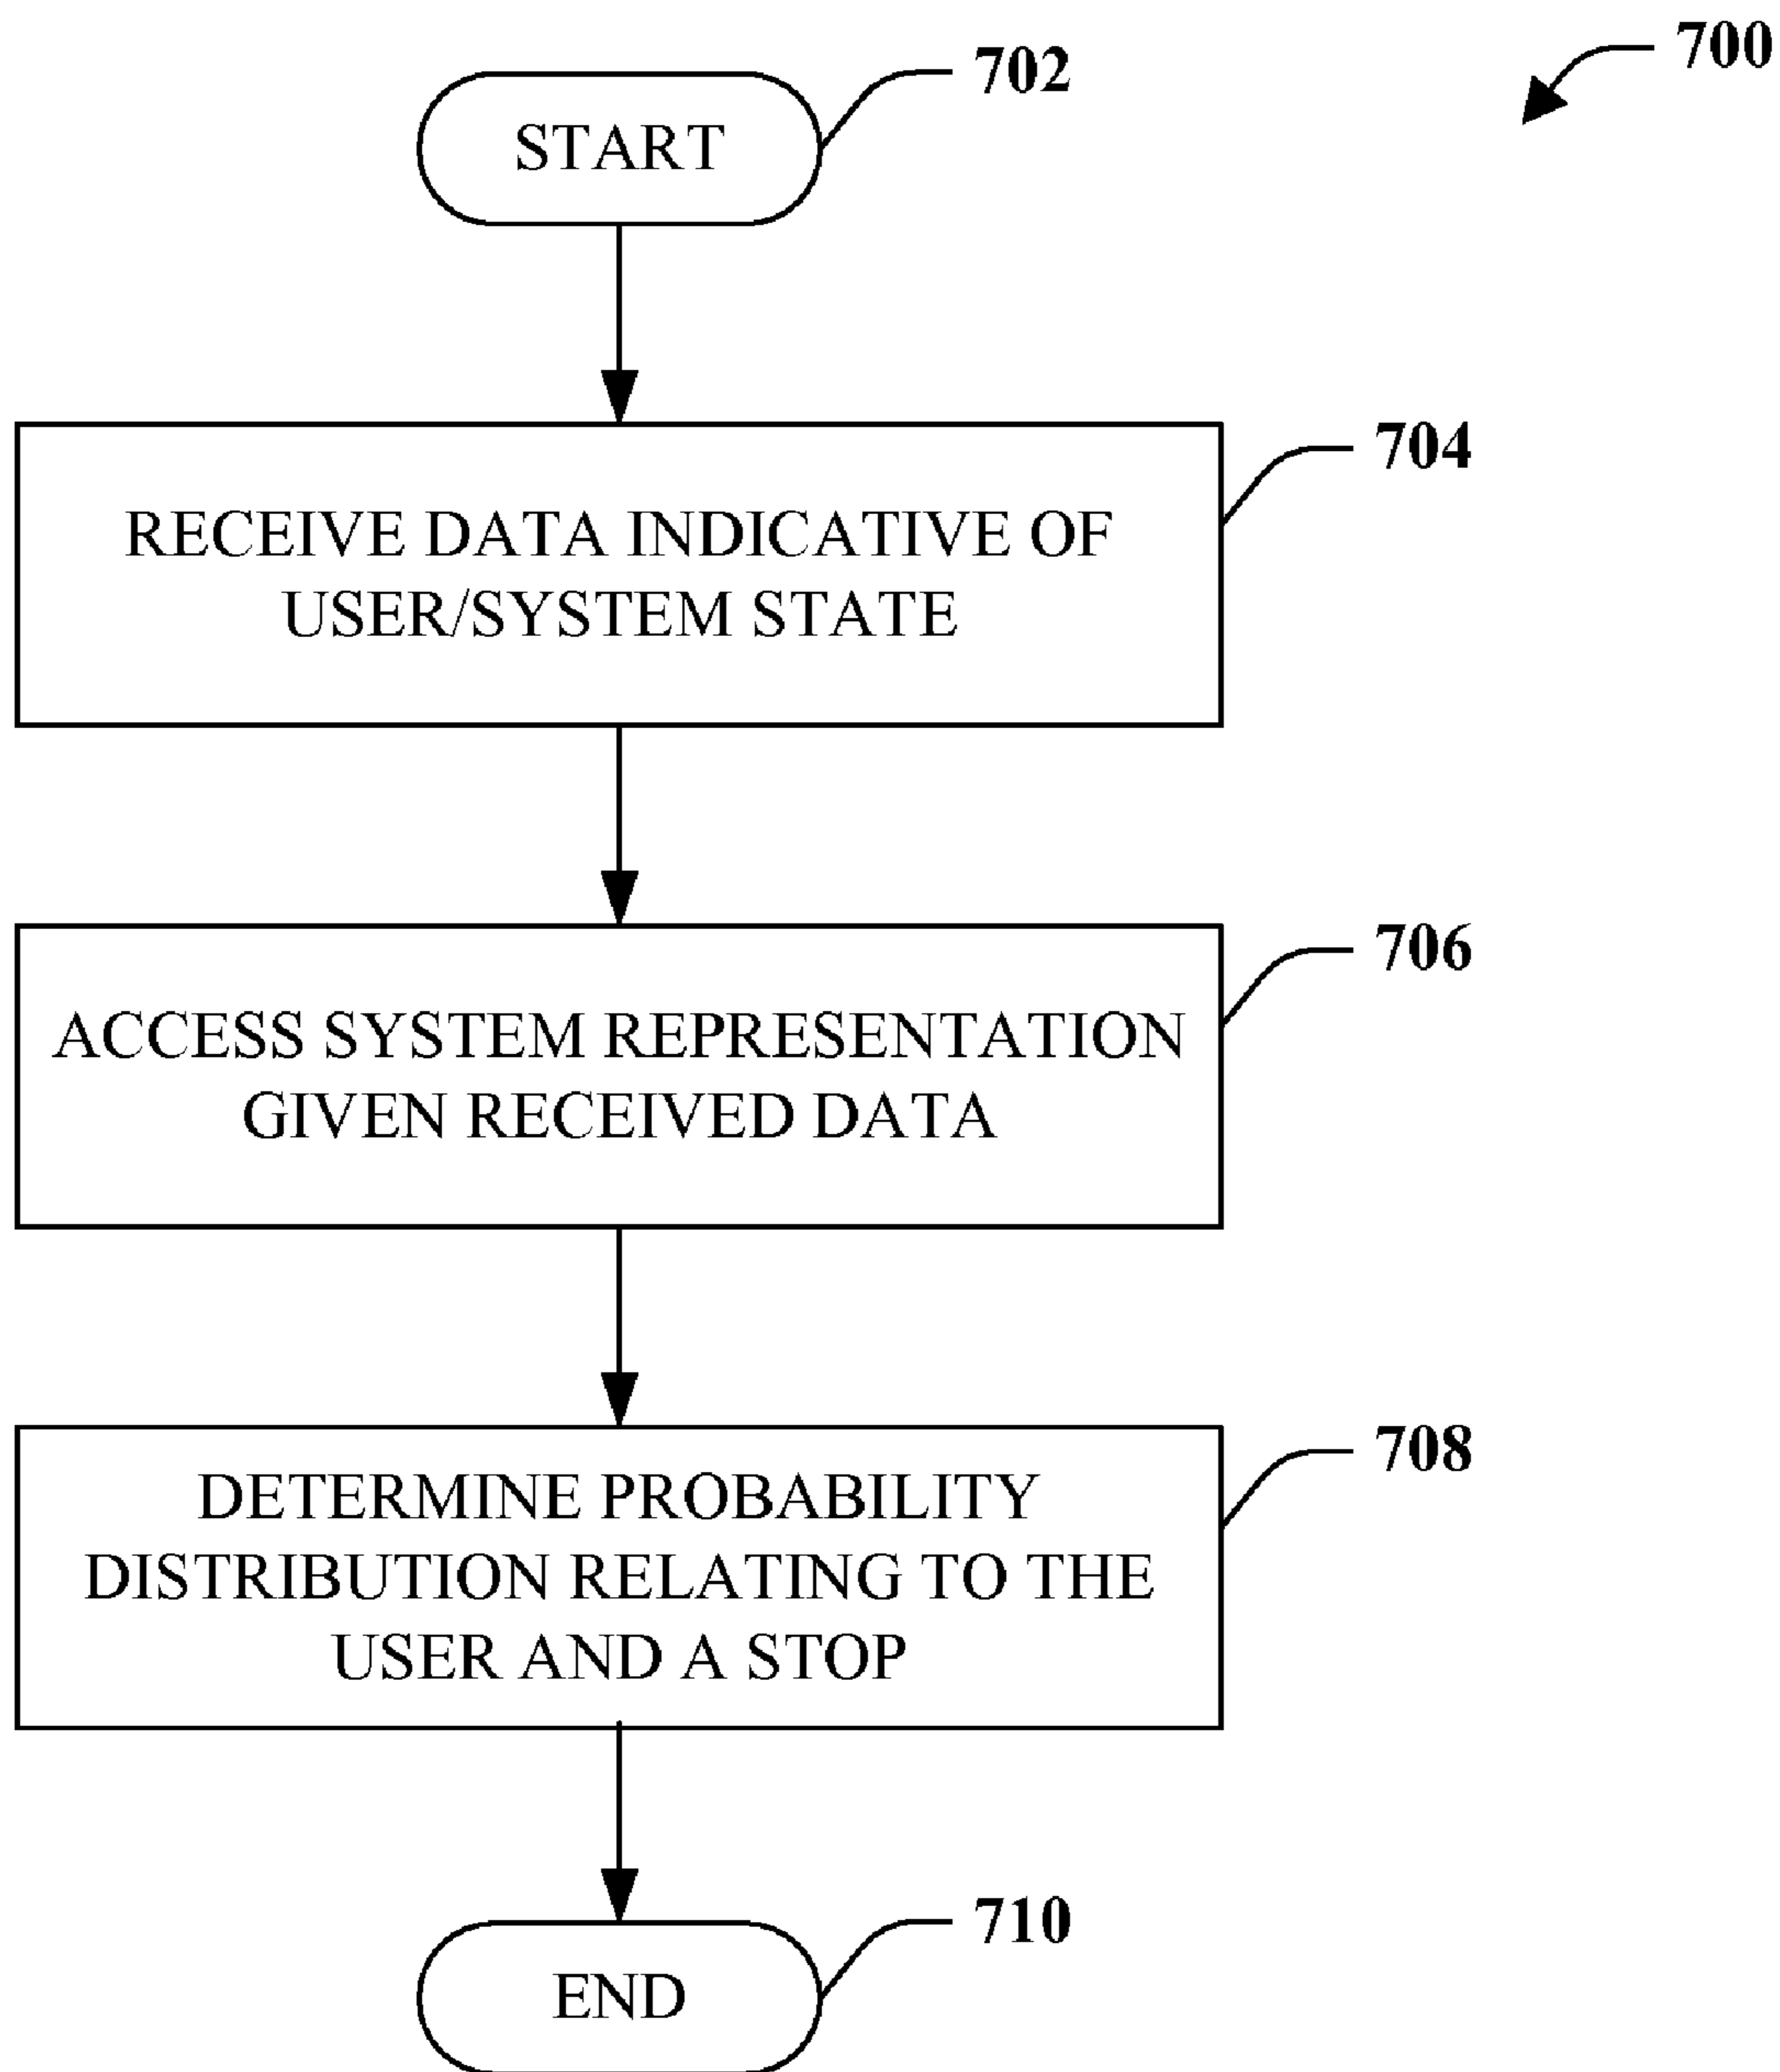 700
702
START
704
RECEIVE DATA INDICATIVE OF
USER/SYSTEM STATE
706
ACCESS SYSTEM REPRESENTATION
GIVEN RECEIVED DATA
708
DETERMINE PROBABILITY
DISTRIBUTION RELATING TO THE
USER AND A STOP
710
END